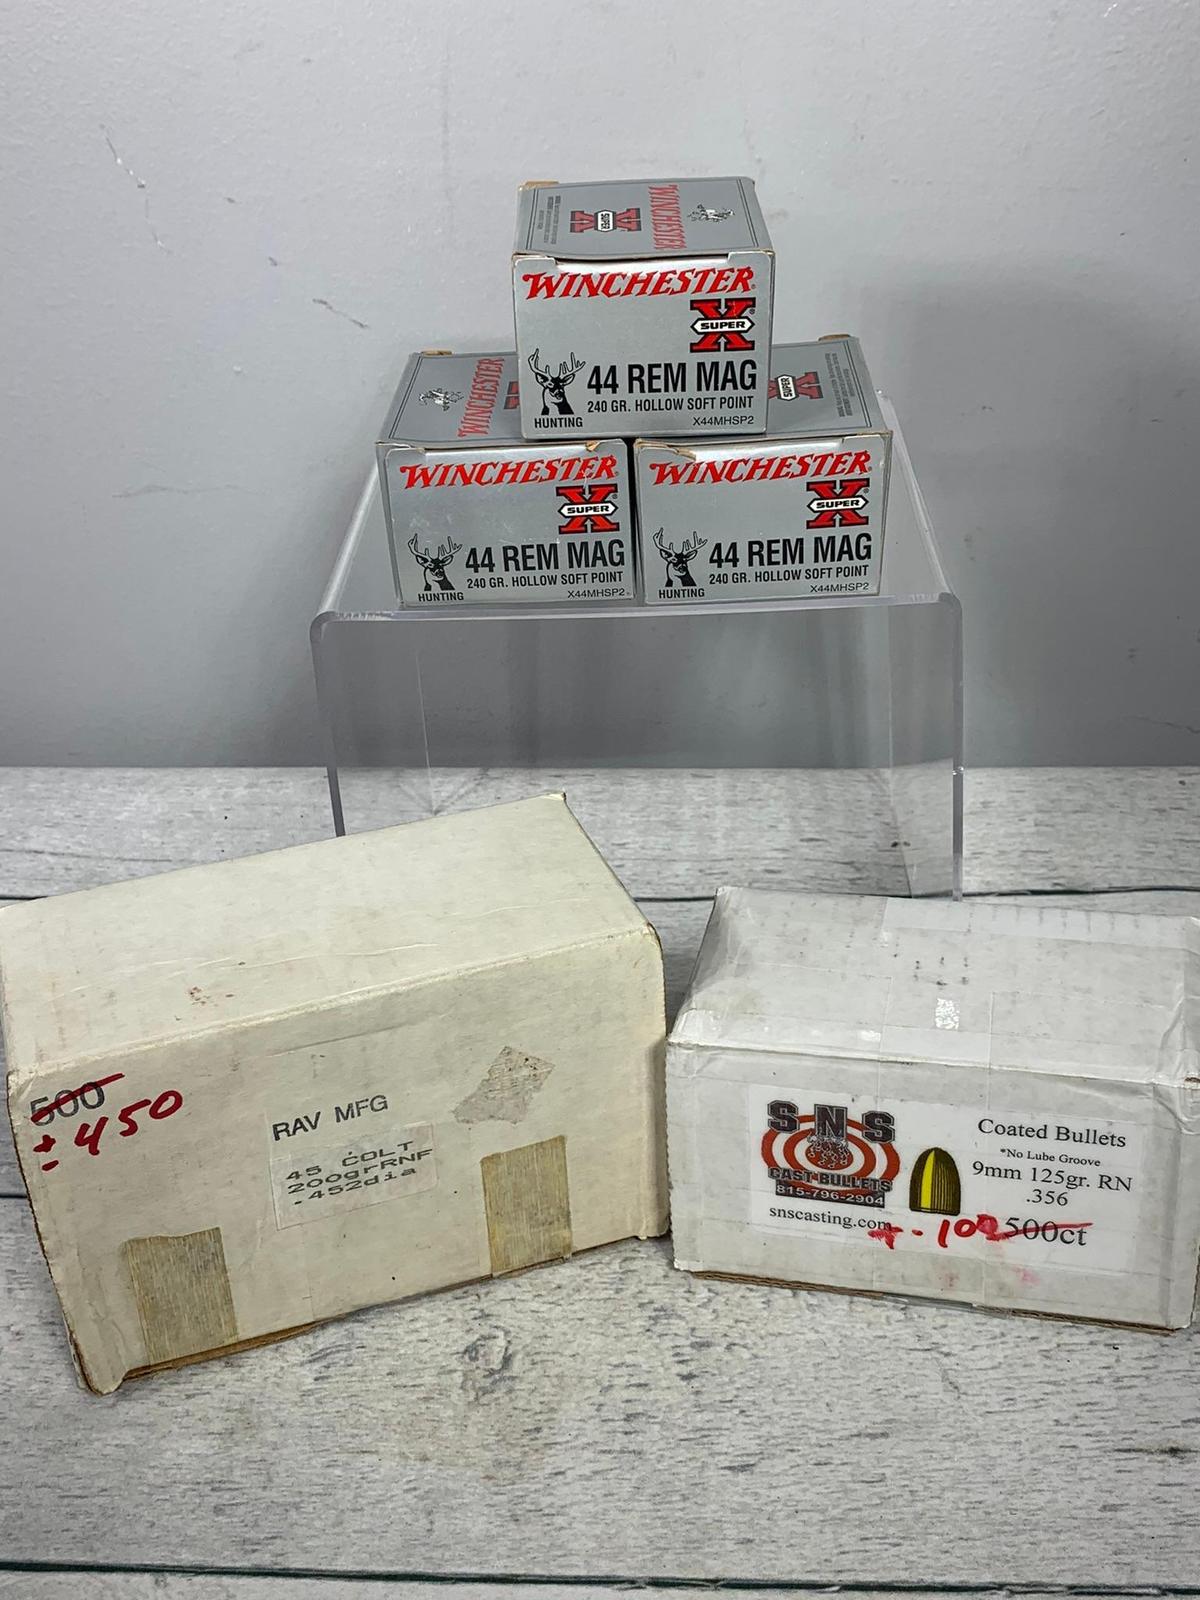 WINCHESTER
SUPER
X
WINCHESTER
X
SUPER
44 REM MAG
240 GR. HOLLOW SOFT POINT
HUNTING
X44MHSP2
WINCHESTER
X
SUPER
WINCHESTER
X
SUPER
44 REM MAG
240 GR. HOLLOW SOFT POINT
HUNTING
X44MHSP2
WINCHESTER
X
SUPER
44 REM MAG
240 GR. HOLLOW SOFT POINT
HUNTING
X44MHSP2
500
± 450
RAV MFG
45 COLT
200grRNF
.452dia
SNS
CAST BULLETS
815-796-2904
snscasting.com
Coated Bullets
*No Lube Groove
9mm 125gr. RN
.356
500ct